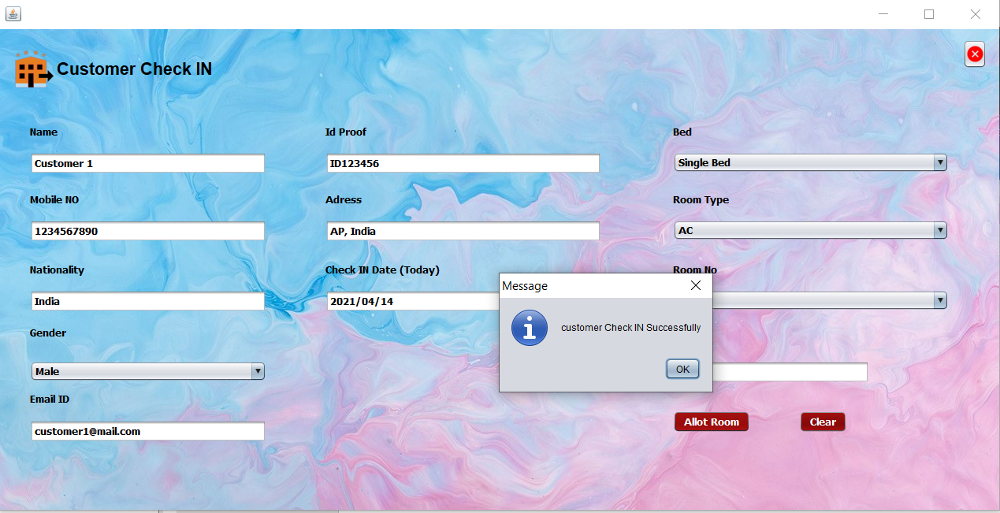 Customer Check IN
Name
Customer 1
Mobile NO
1234567890
Nationality
India
Gender
Male
Email ID
customer1@mail.com
Id Proof
ID123456
Adress
AP, India
Check IN Date (Today)
2021/04/14
Bed
Single Bed
Room Type
AC
Room No
Message
customer Check IN Successfully
OK
Allot Room
Clear